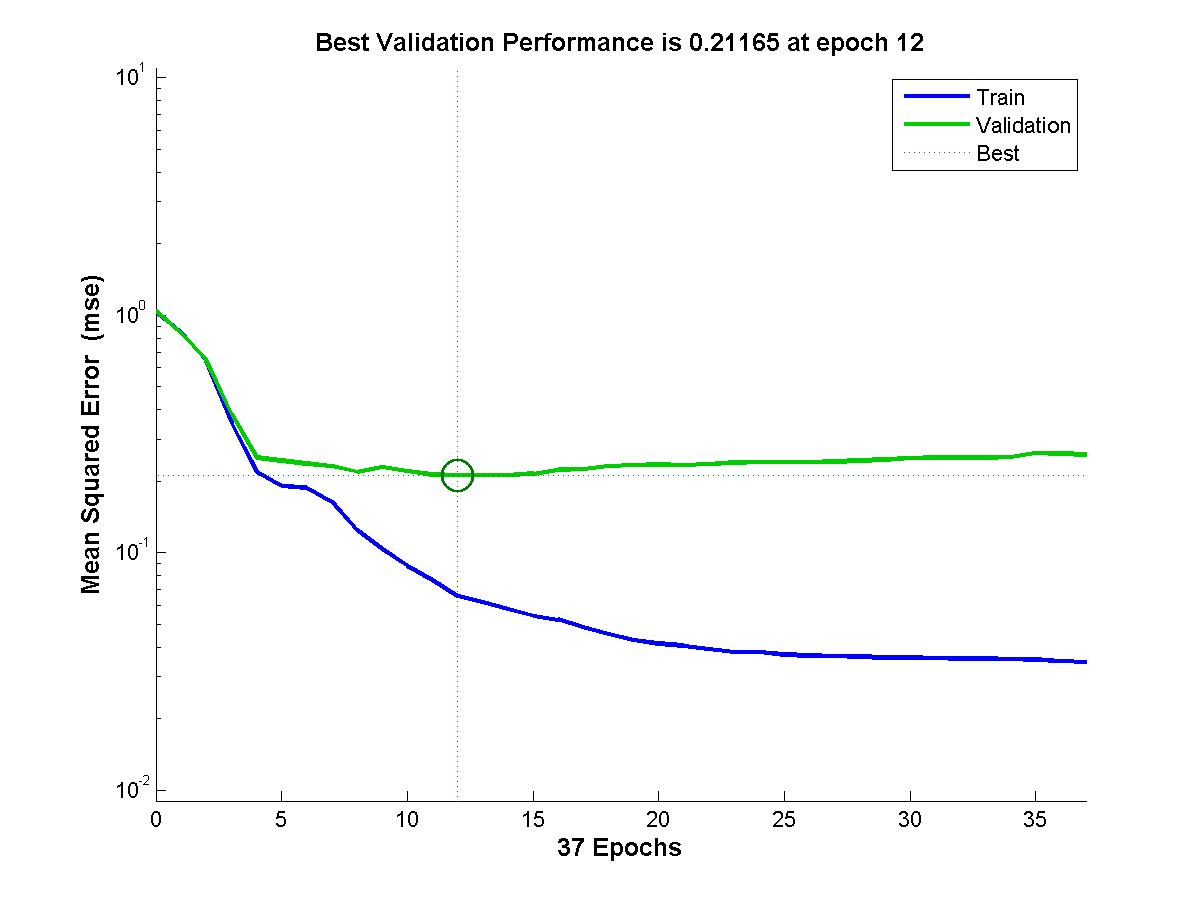 Best Validation Performance is 0.21165 at epoch 12
Train
Validation
Best
Mean Squared Error (mse)
10^1
10^0
10^-1
10^-2
0 5 10 15 20 25 30 35
37 Epochs